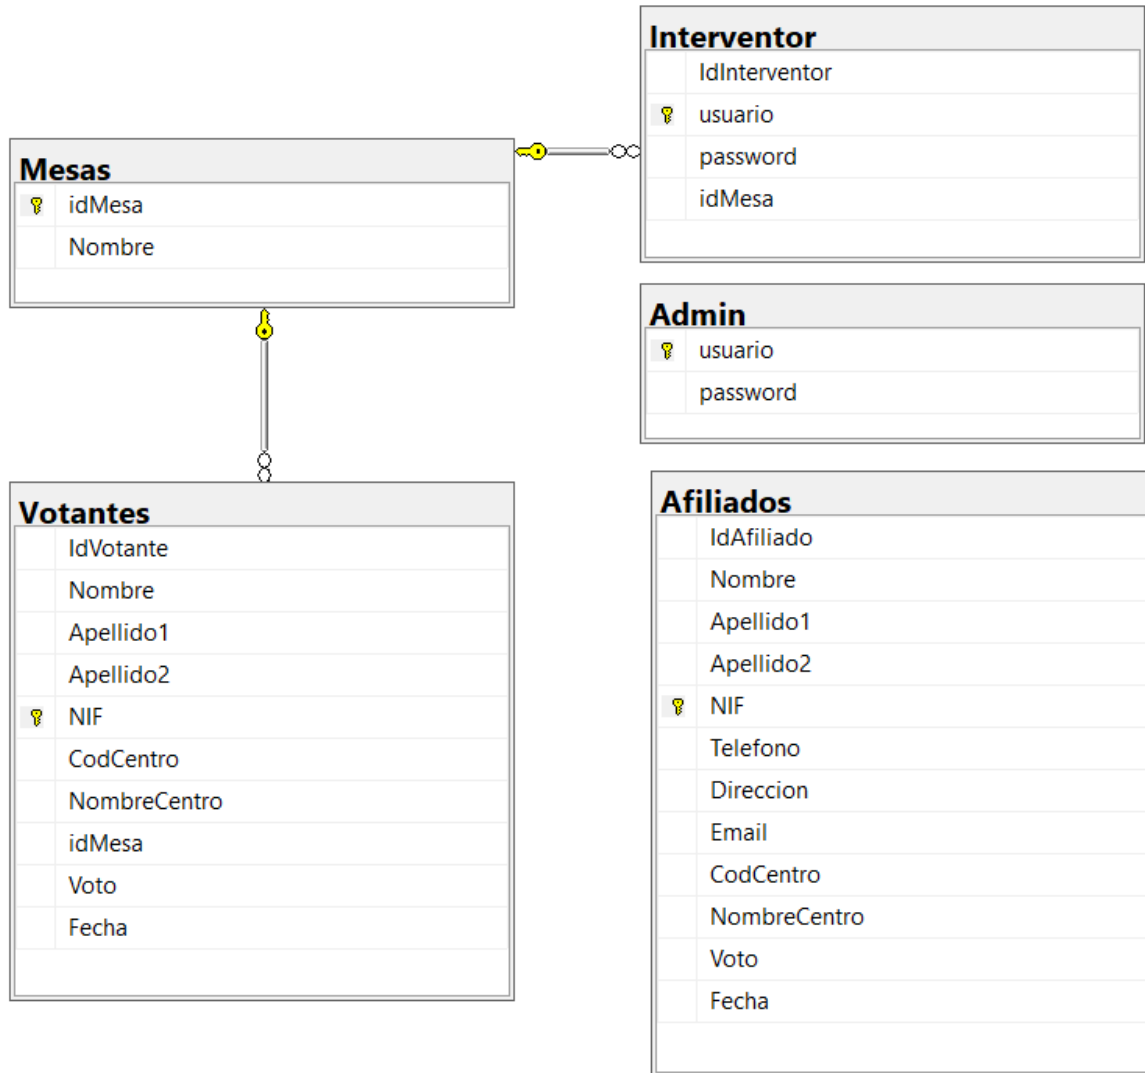 Interventor
IdInterventor
usuario
password
idMesa
Mesas
idMesa
Nombre
Admin
usuario
password
Votantes
IdVotante
Nombre
Apellido1
Apellido2
NIF
CodCentro
NombreCentro
idMesa
Voto
Fecha
Afiliados
IdAfiliado
Nombre
Apellido1
Apellido2
NIF
Telefono
Direccion
Email
CodCentro
NombreCentro
Voto
Fecha